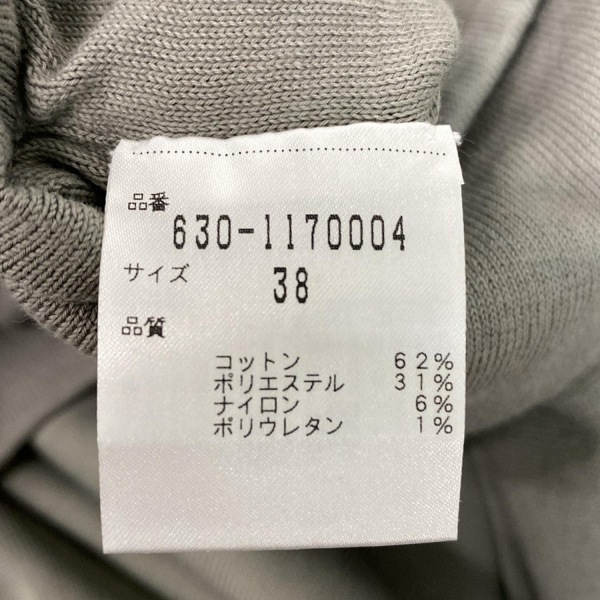 品番
630-1170004
サイズ
38
品質
コットン 62%
ポリエステル 31%
ナイロン 6%
ポリウレタン 1%